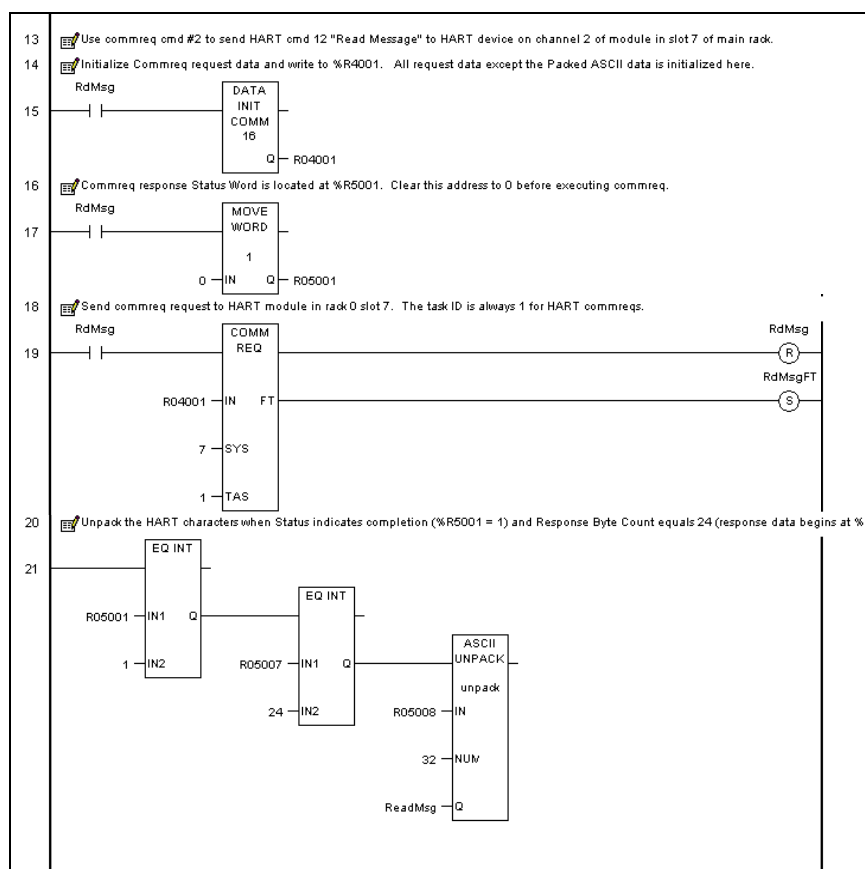 13 Use commreq cmd #2 to send HART cmd 12 "Read Message" to HART device on channel 2 of module in slot 7 of main rack.
14 Initialize Commreq request data and write to %R4001. All request data except the Packed ASCII data is initialized here.
RdMsg
15
DATA
INIT
COMM
16
Q R04001
16 Commreq response Status Word is located at %R5001. Clear this address to 0 before executing commreq.
RdMsg
17
MOVE
WORD
1
0 IN Q R05001
18 Send commreq request to HART module in rack 0 slot 7. The task ID is always 1 for HART commreqs.
RdMsg
19
COMM
REQ
RdMsg
R
RdMsgFT
S
R04001 IN FT
7 SYS
1 TAS
20 Unpack the HART characters when Status indicates completion (%R5001 = 1) and Response Byte Count equals 24 (response data begins at %
21
EQ INT
R05001 IN1 Q
1 IN2
EQ INT
R05007 IN1 Q
24 IN2
ASCII
UNPACK
unpack
R05008 IN
32 NUM
ReadMsg Q